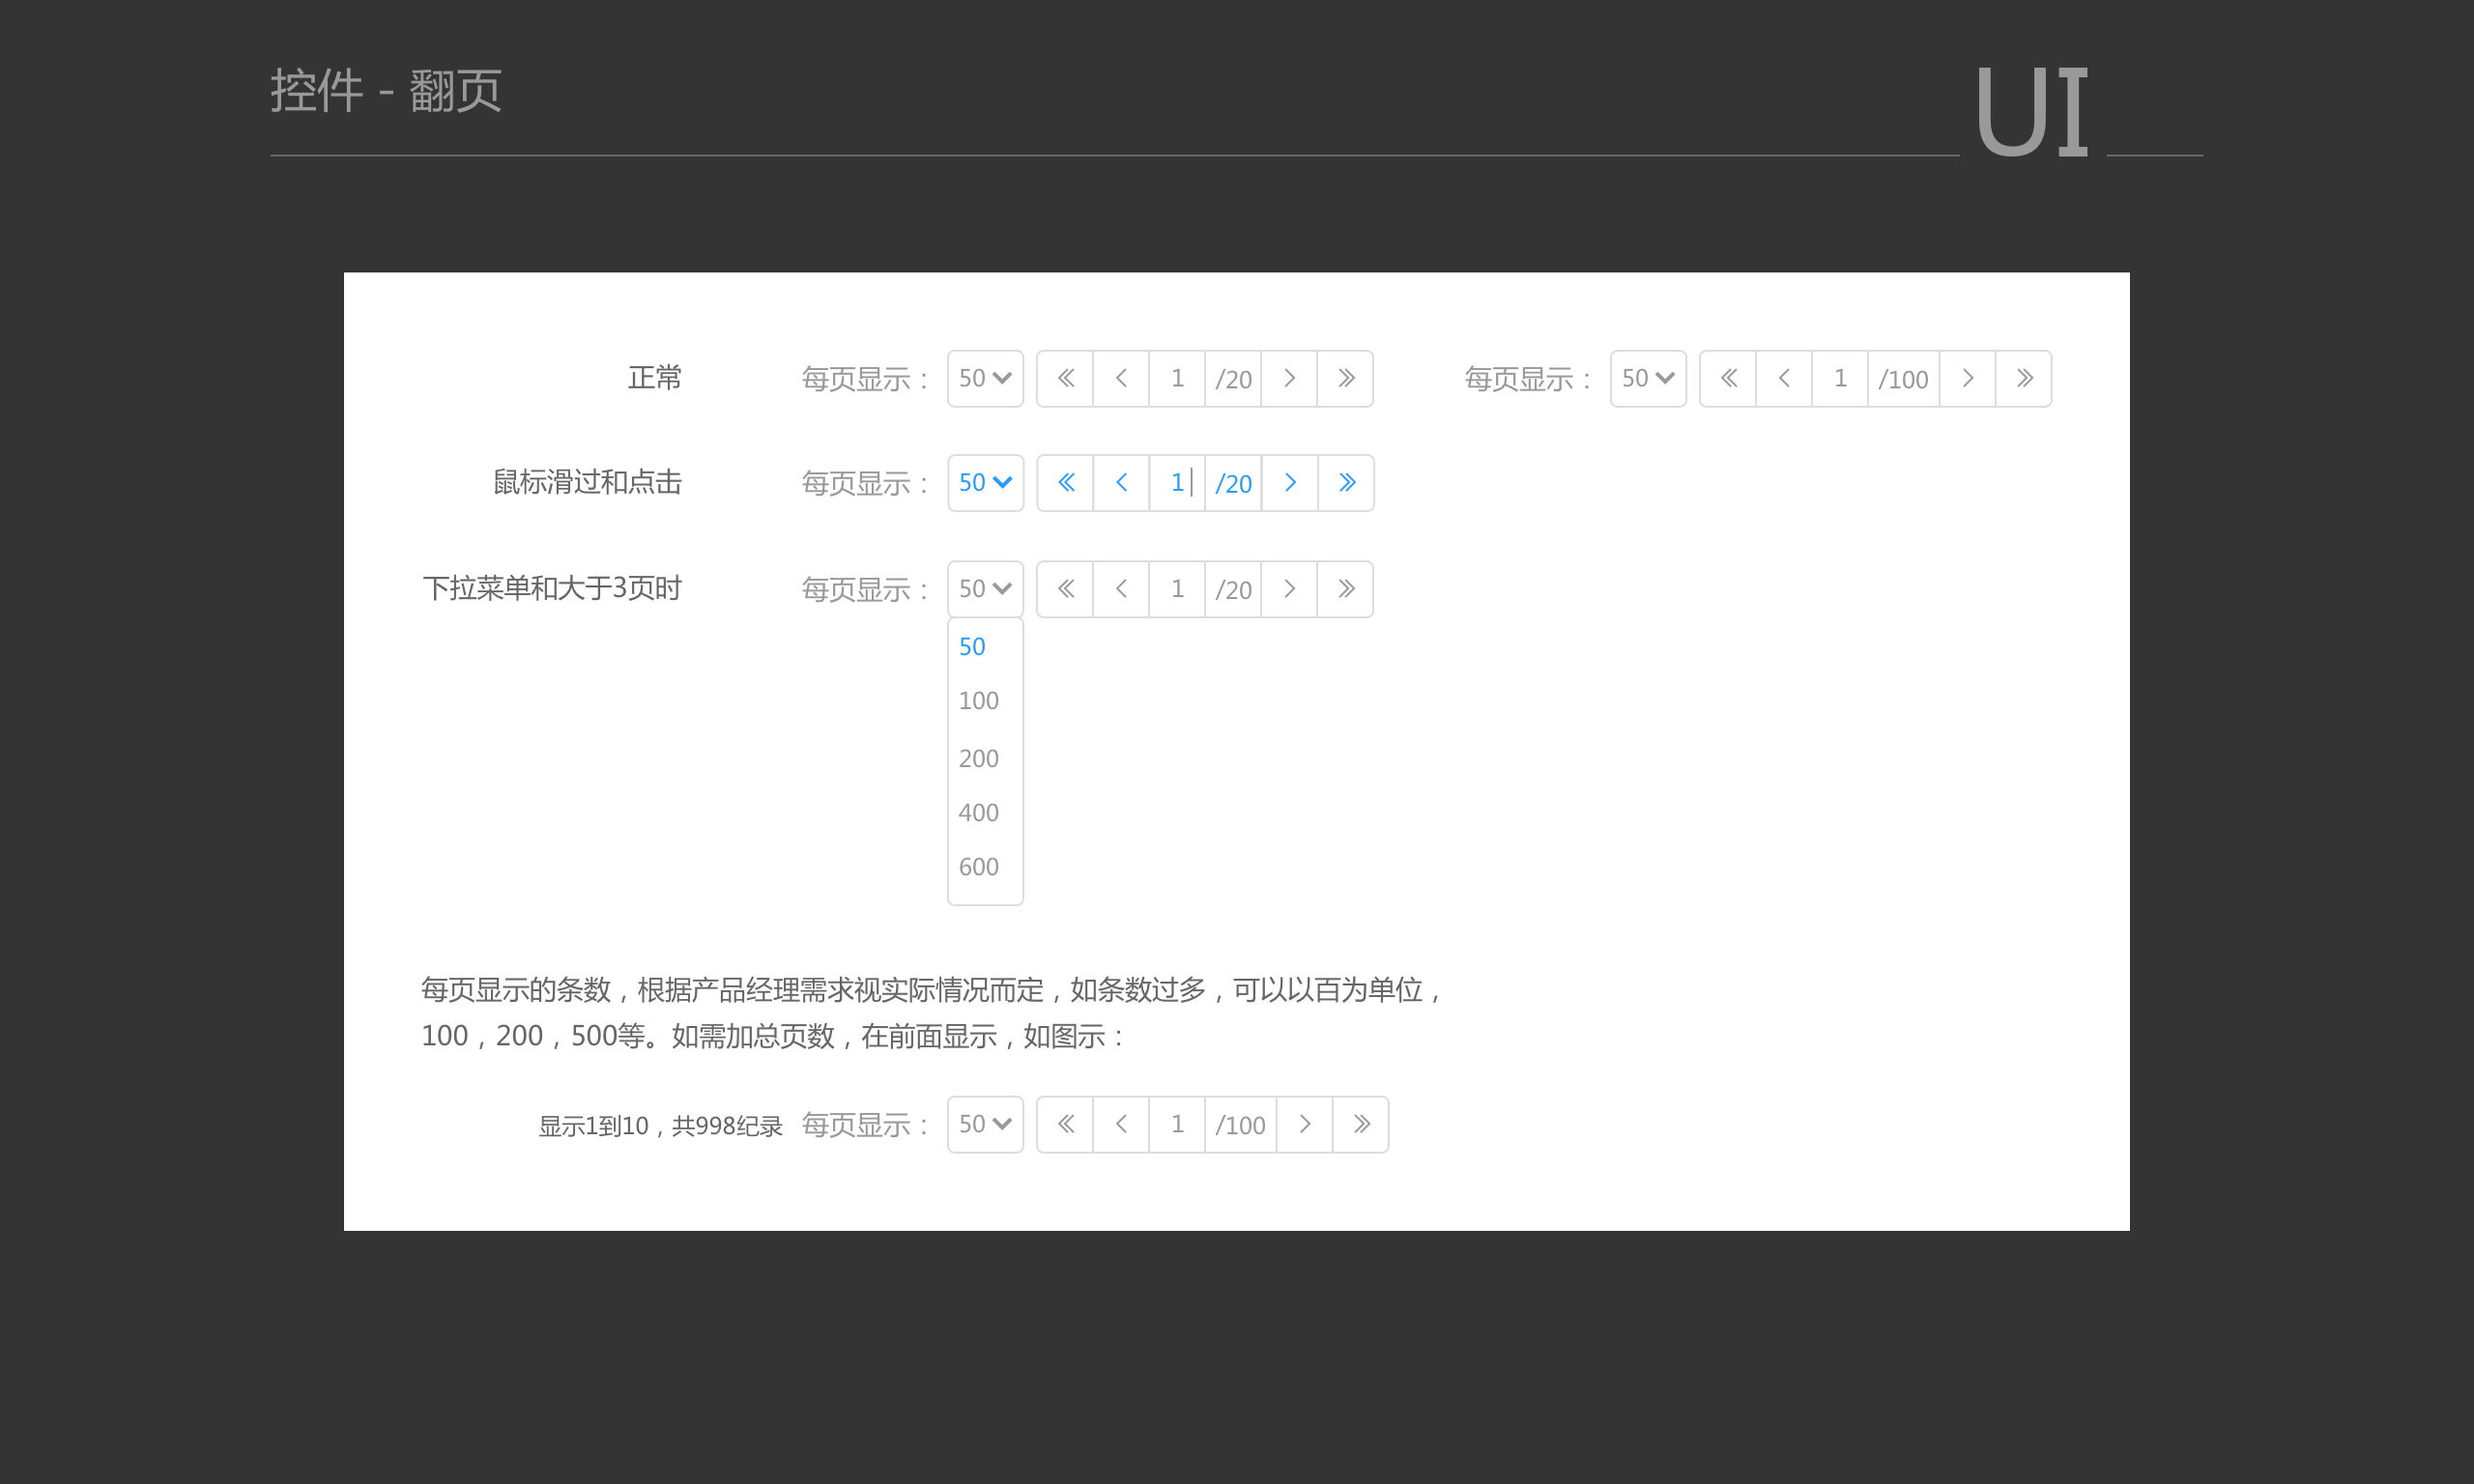 控件 - 翻页
UI
正常 每页显示： 50 1 /20 每页显示： 50 1 /100
鼠标滑过和点击 每页显示： 50 1 /20
下拉菜单和大于3页时 每页显示： 50 1 /20
50
100
200
400
600
每页显示的条数，根据产品经理需求视实际情况而定，如条数过多，可以以百为单位，
100，200，500等。如需加总页数，在前面显示，如图示：
显示1到10，共998纪录 每页显示： 50 1 /100